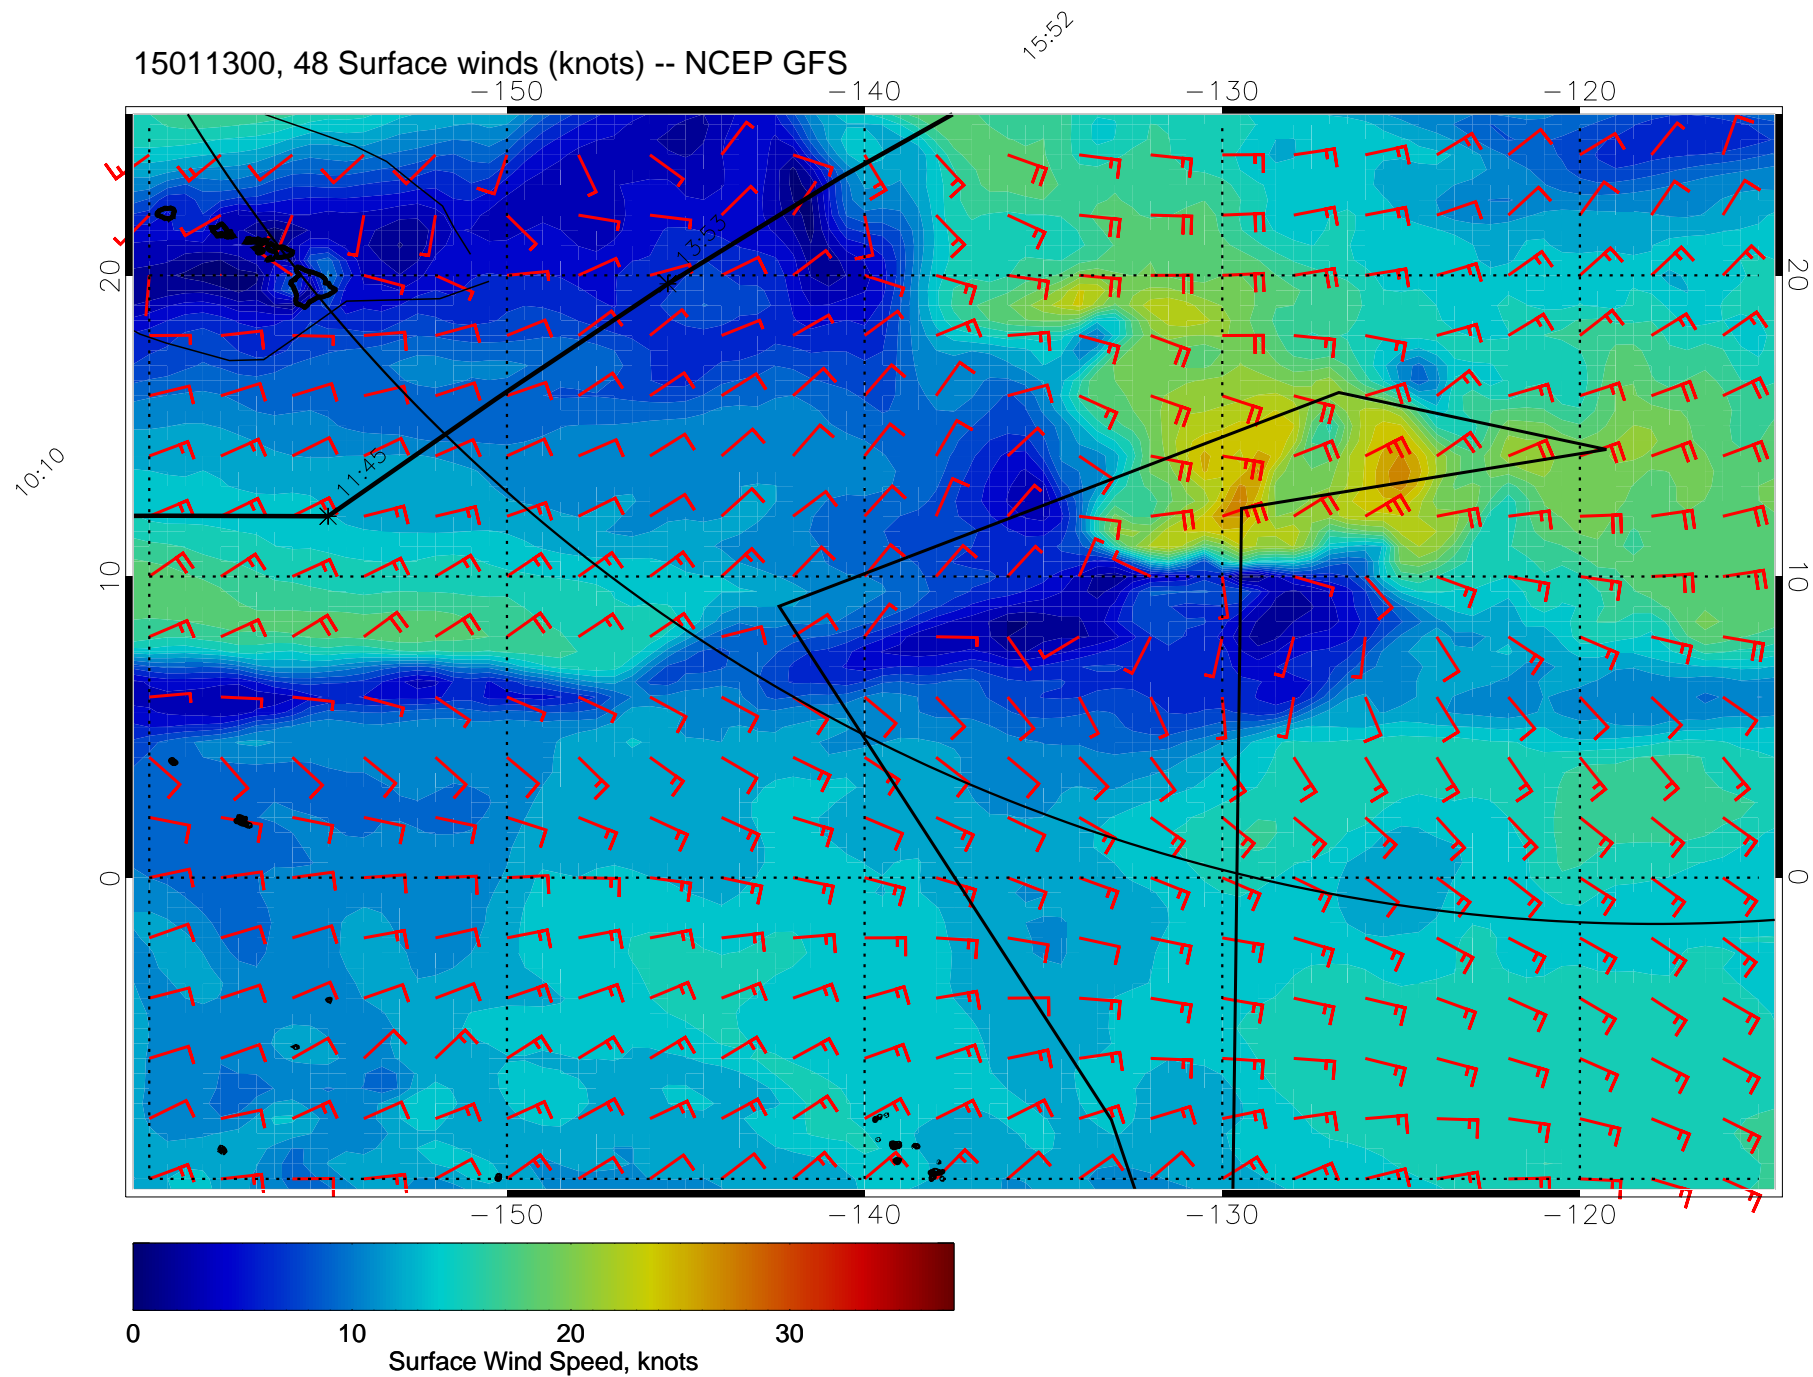 15:52
15011300, 48 Surface winds (knots) -- NCEP GFS
-150 -140 -130 -120
13:53
20 20
11:45
10:10
10 10
0 0
-150 -140 -130 -120
0 10 20 30
Surface Wind Speed, knots